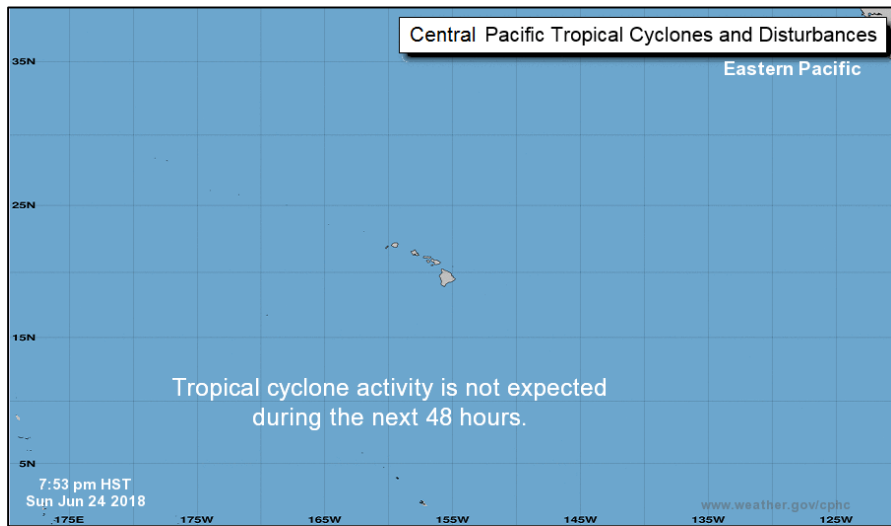 Central Pacific Tropical Cyclones and Disturbances
Eastern Pacific
35N
25N
15N
Tropical cyclone activity is not expected
during the next 48 hours.
5N
7:53 pm HST
Sun Jun 24 2018
www.weather.gov/cphc
175E 175W 165W 155W 145W 135W 125W